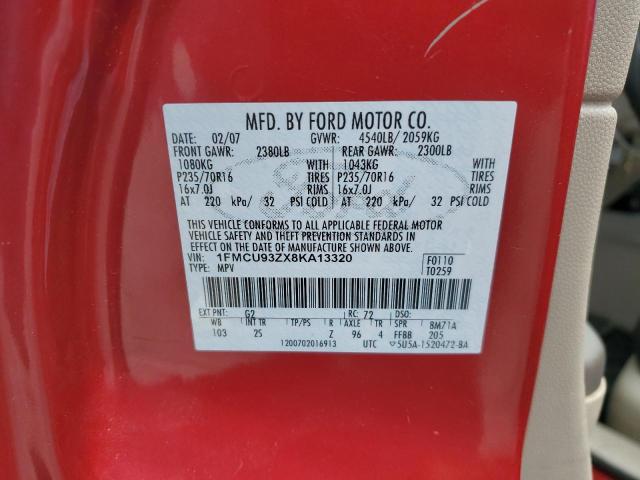 MFD. BY FORD MOTOR CO.
DATE: 02/07 GVWR: 4540LB/ 2059KG
FRONT GAWR: 2380LB REAR GAWR: 2300LB
1080KG WITH 1043KG WITH
P235/70R16 TIRES P235/70R16 TIRES
16x7.0J RIMS 16x7.0J RIMS
AT 220 kPa/ 32 PSI COLD AT 220 kPa/ 32 PSI COLD
THIS VEHICLE CONFORMS TO ALL APPLICABLE FEDERAL MOTOR
VEHICLE SAFETY AND BUMPER STANDARDS IN
EFFECT ON THE DATE OF MANUFACTURE SHOWN ABOVE.
VIN: 1FMCU93ZX8KA13320 F0110
TYPE: MPV T0259
EXT PNT: G2 RC: 72 DSO:
WB INT TR TP/PS R AXLE TR SPR BM71A
103 2S Z 96 4 FFBB 205
1200702016913 UTC 5U5A-1520472-BA
Ford